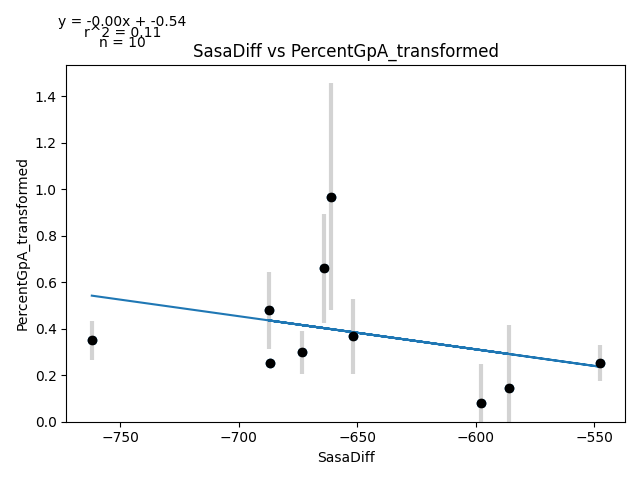 y = -0.00x + -0.54
r^2 = 0.11
n = 10
SasaDiff vs PercentGpA_transformed
PercentGpA_transformed
1.4
1.2
1.0
0.8
0.6
0.4
0.2
0.0
−750
−700
−650
−600
−550
SasaDiff